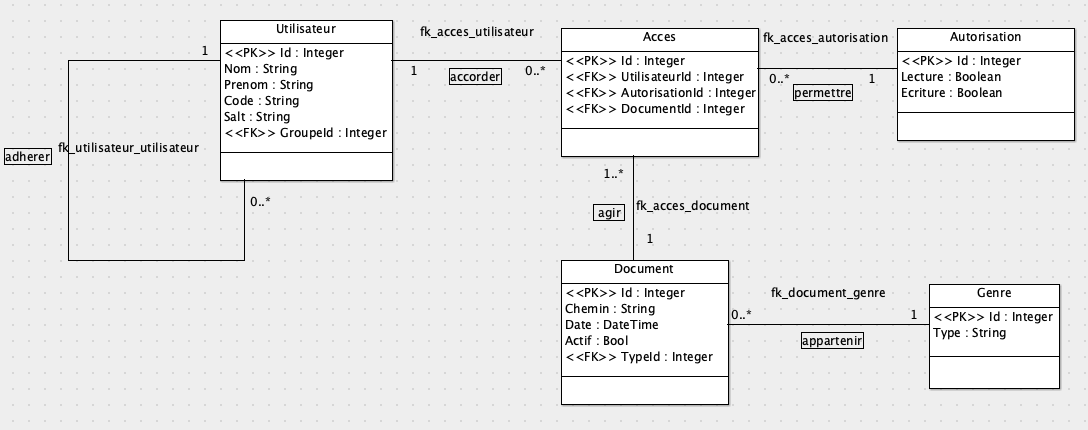 Utilisateur
<<PK>> Id : Integer
Nom : String
Prenom : String
Code : String
Salt : String
<<FK>> GroupeId : Integer
1
adherer
fk_utilisateur_utilisateur
0..*
fk_acces_utilisateur
1
accorder
0..*
Acces
<<PK>> Id : Integer
<<FK>> UtilisateurId : Integer
<<FK>> AutorisationId : Integer
<<FK>> DocumentId : Integer
fk_acces_autorisation
0..*
permettre
1
Autorisation
<<PK>> Id : Integer
Lecture : Boolean
Ecriture : Boolean
1..*
agir
fk_acces_document
1
Document
<<PK>> Id : Integer
Chemin : String
Date : DateTime
Actif : Bool
<<FK>> TypeId : Integer
fk_document_genre
0..*
appartenir
1
Genre
<<PK>> Id : Integer
Type : String